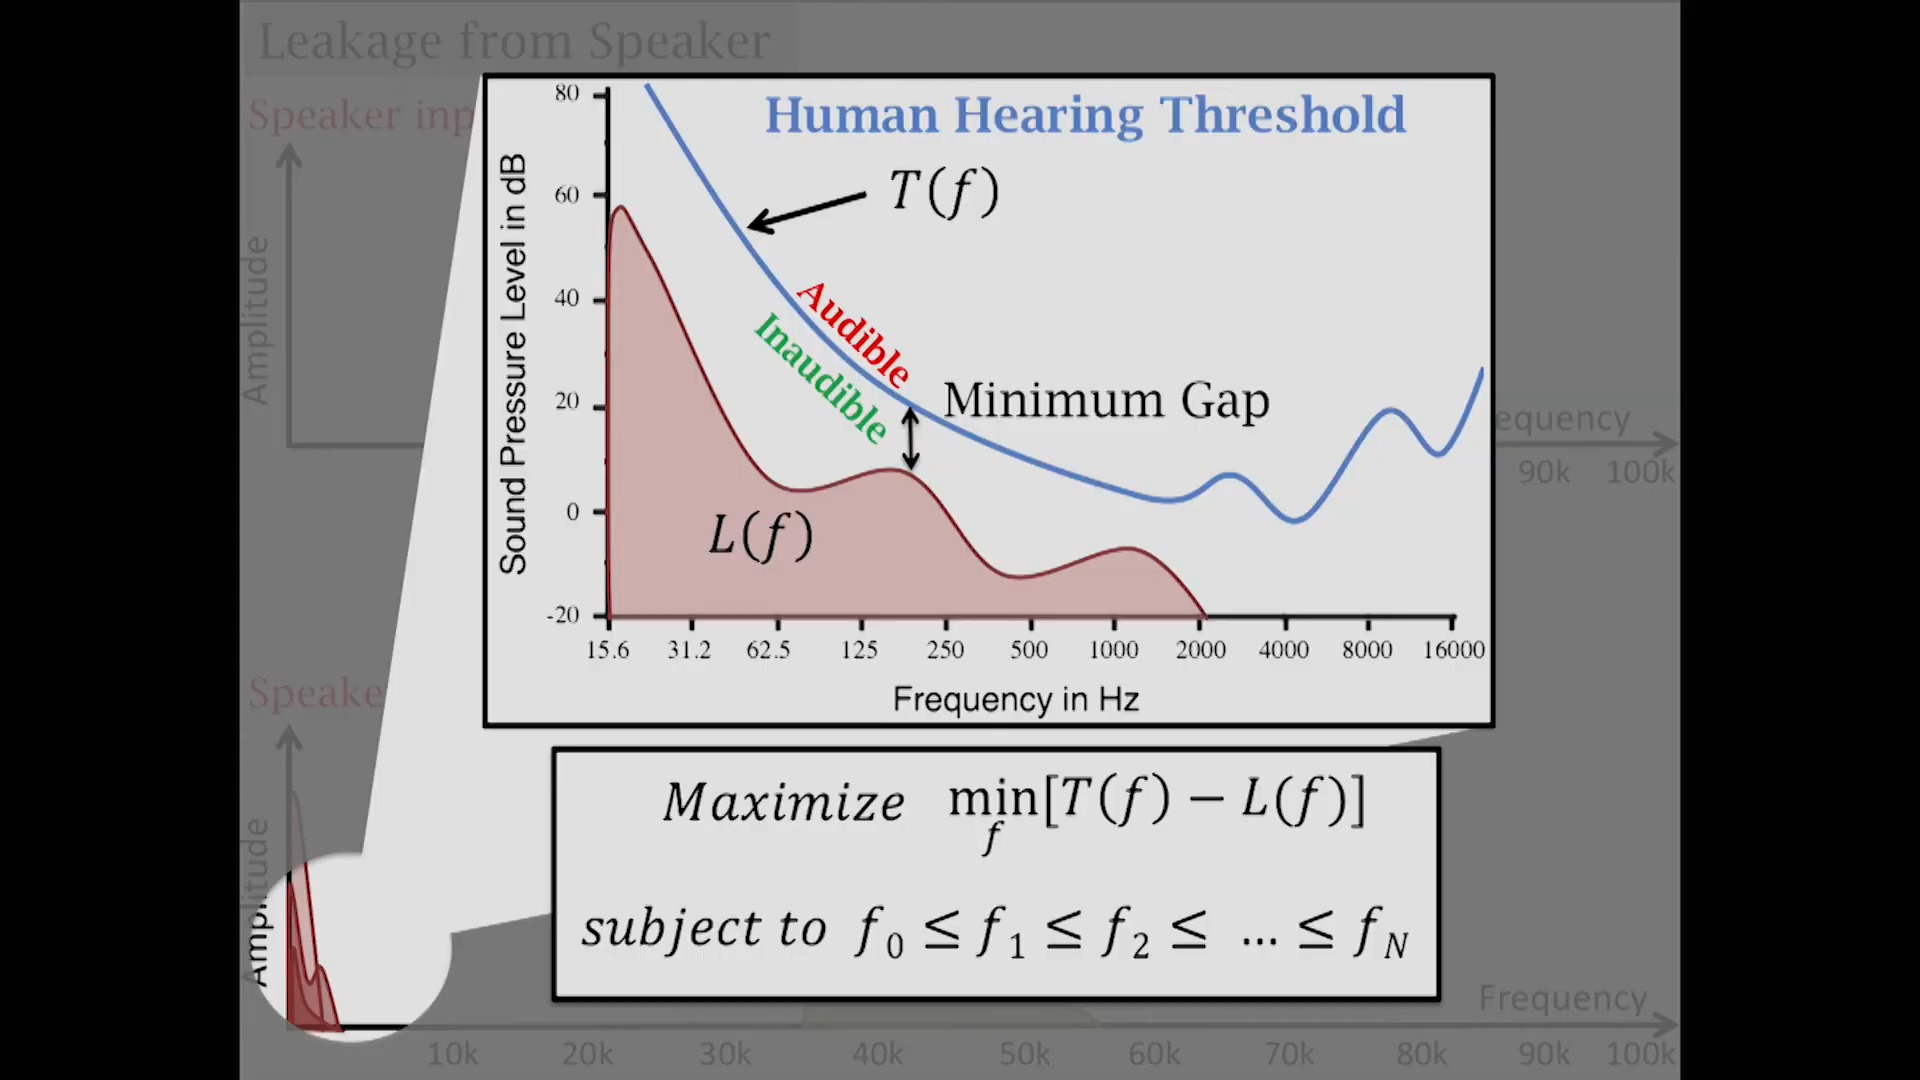 Leakage from Speaker
Speaker inp
Amplitude
equency
90k 100k
Human Hearing Threshold
Sound Pressure Level in dB
80
60
40
20
0
-20
T(f)
Audible
Inaudible
Minimum Gap
L(f)
15.6 31.2 62.5 125 250 500 1000 2000 4000 8000 16000
Frequency in Hz
Speake
Amplitude
Maximize min[T(f) − L(f)]
f
subject to f₀ ≤ f₁ ≤ f₂ ≤ ... ≤ f_N
Frequency
10k 20k 30k 40k 50k 60k 70k 80k 90k 100k